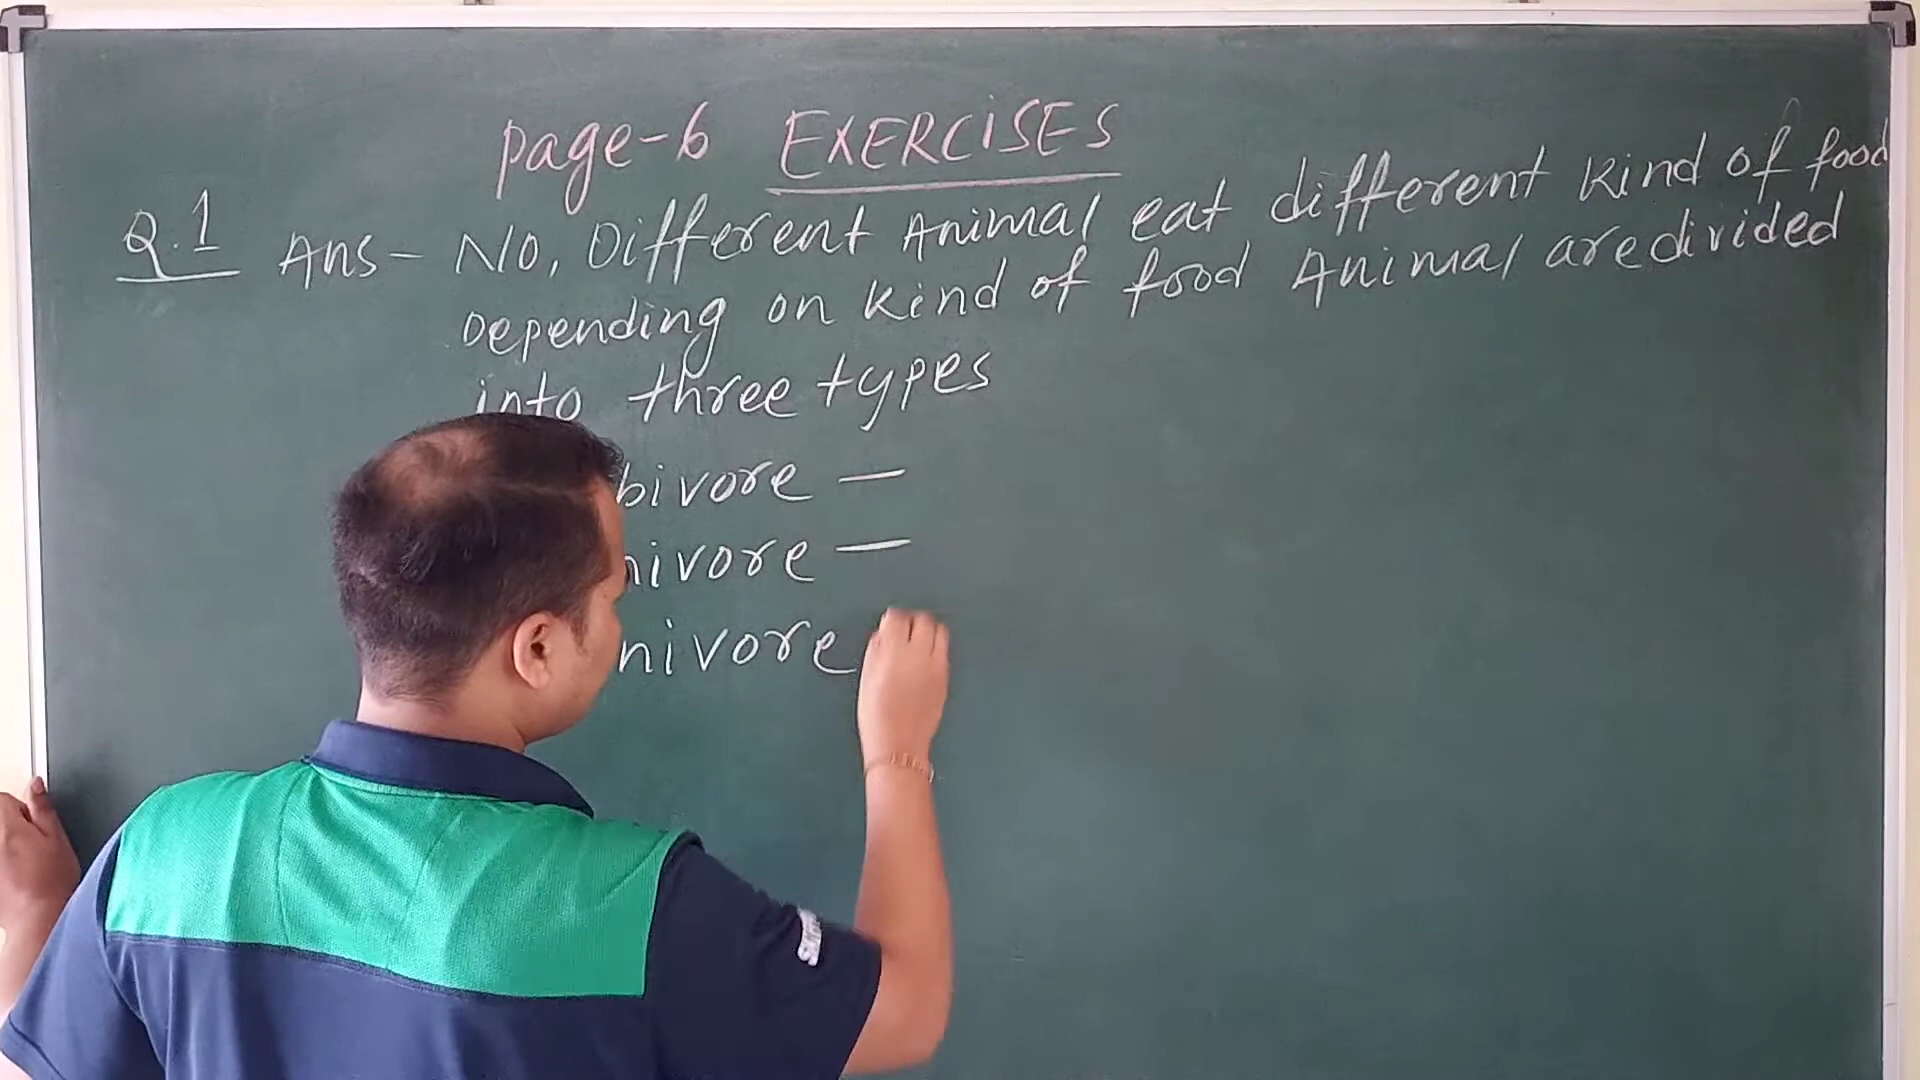 page-6 EXERCISES
Q.1 Ans - No, Different Animal eat different kind of food
Depending on kind of food Animal are divided
into three types
bivore —
nivore —
nivore